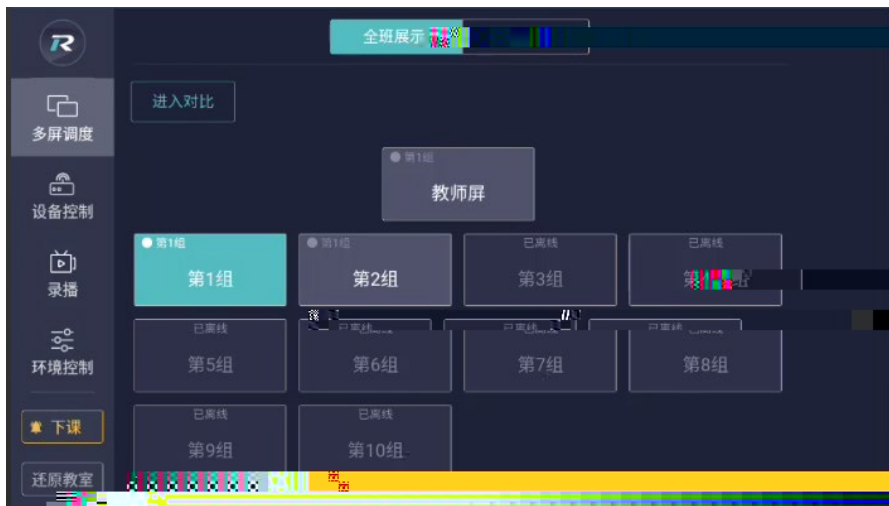 全班展示
多屏调度
进入对比
第1组
教师屏
设备控制
第1组 第1组 已离线 已离线
第1组 第2组 第3组
录播
已离线 已离线 已离线 已离线
环境控制
第5组 第6组 第7组 第8组
已离线 已离线
下课
第9组 第10组
还原教室